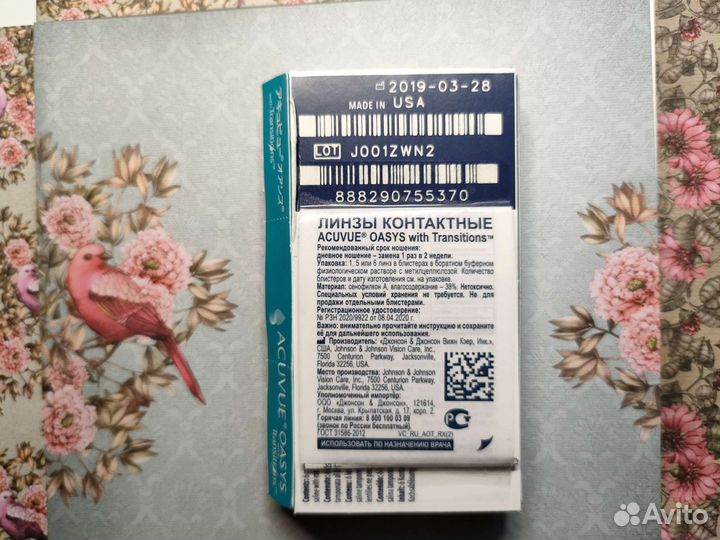 2019-03-28
MADE IN USA
LOT J001ZWN2
888290755370
ЛИНЗЫ КОНТАКТНЫЕ
ACUVUE® OASYS with Transitions™
Рекомендованный срок ношения:
дневное ношение – замена 1 раз в 2 недели.
Упаковка: 1, 5 или 6 линз в блистерах в боратном буферном
физиологическом растворе с метилцеллюлозой. Количество
блистеров и дату изготовления см. на упаковке.
Материал: сенофилкон А, влагосодержание – 38%. Нетоксично.
Специальных условий хранения не требуется. Не для
продажи отдельными блистерами.
Регистрационное удостоверение:
№ РЗН 2020/9922 от 08.04.2020 г.
Важно: внимательно прочитайте инструкцию и сохраните
её для дальнейшего использования.
Производитель: «Джонсон & Джонсон Вижн Кэер, Инк.»,
США, Johnson & Johnson Vision Care, Inc.,
7500 Centurion Parkway, Jacksonville,
Florida 32256, USA.
Место производства: Johnson & Johnson
Vision Care, Inc., 7500 Centurion Parkway,
Jacksonville, Florida 32256, USA.
Уполномоченный импортер:
ООО «Джонсон & Джонсон», 121614,
г. Москва, ул. Крылатская, д. 17, корп. 2.
Горячая линия: 8 800 100 03 09
(звонок по России бесплатный).
ГОСТ 31586-2012 VC_RU_AOT_RX(2)
ИСПОЛЬЗОВАТЬ ПО НАЗНАЧЕНИЮ ВРАЧА
ACUVUE® OASYS
Transitions™
with Transitions™
Avito